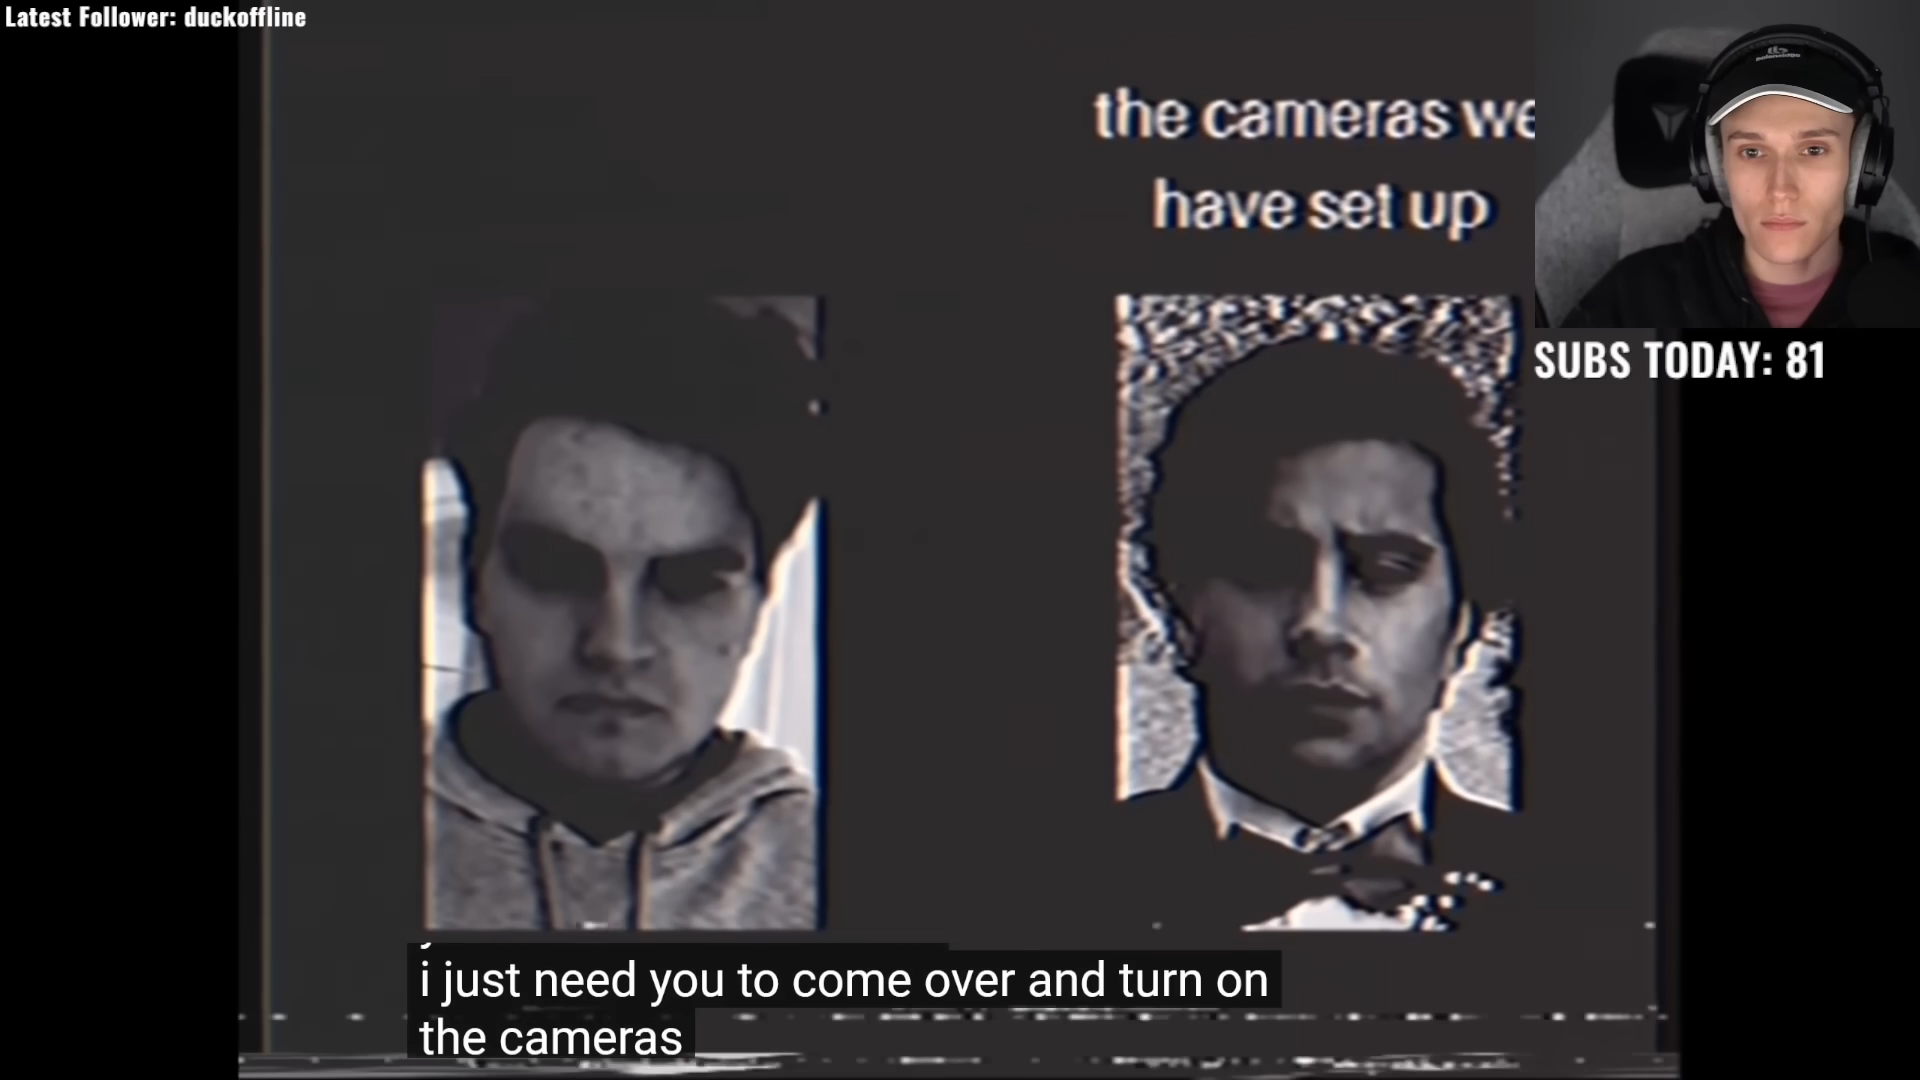 Latest Follower: duckoffline
the cameras we
have set up
SUBS TODAY: 81
i just need you to come over and turn on
the cameras